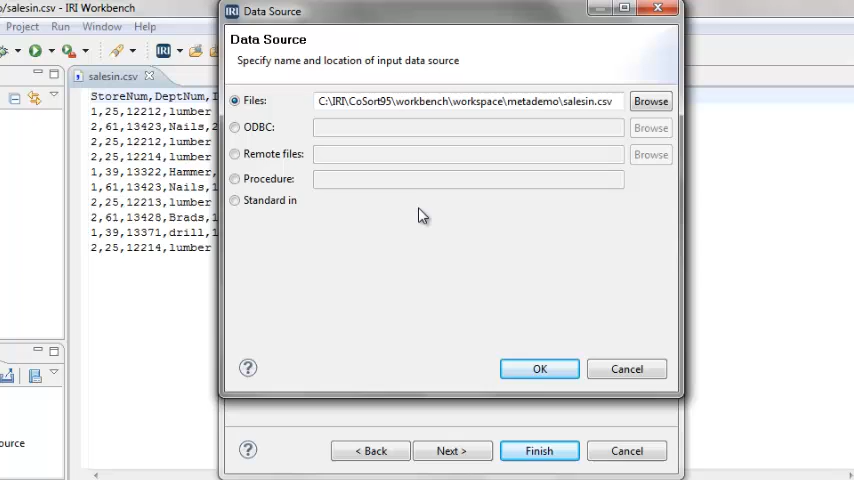 o/salesin.csv - IRI Workbench
Project Run Window Help
salesin.csv
StoreNum,DeptNum,I
1,25,12212,lumber
2,61,13423,Nails,2
2,25,12212,lumber
2,25,12214,lumber
1,39,13322,Hammer,
1,61,13423,Nails,1
2,25,12213,lumber
2,61,13428,Brads,1
1,39,13371,drill,1
2,25,12214,lumber
ource
Data Source
Data Source
Specify name and location of input data source
Files: C:\IRI\CoSort95\workbench\workspace\metademo\salesin.csv Browse
ODBC: Browse
Remote files: Browse
Procedure:
Standard in
OK Cancel
< Back Next > Finish Cancel